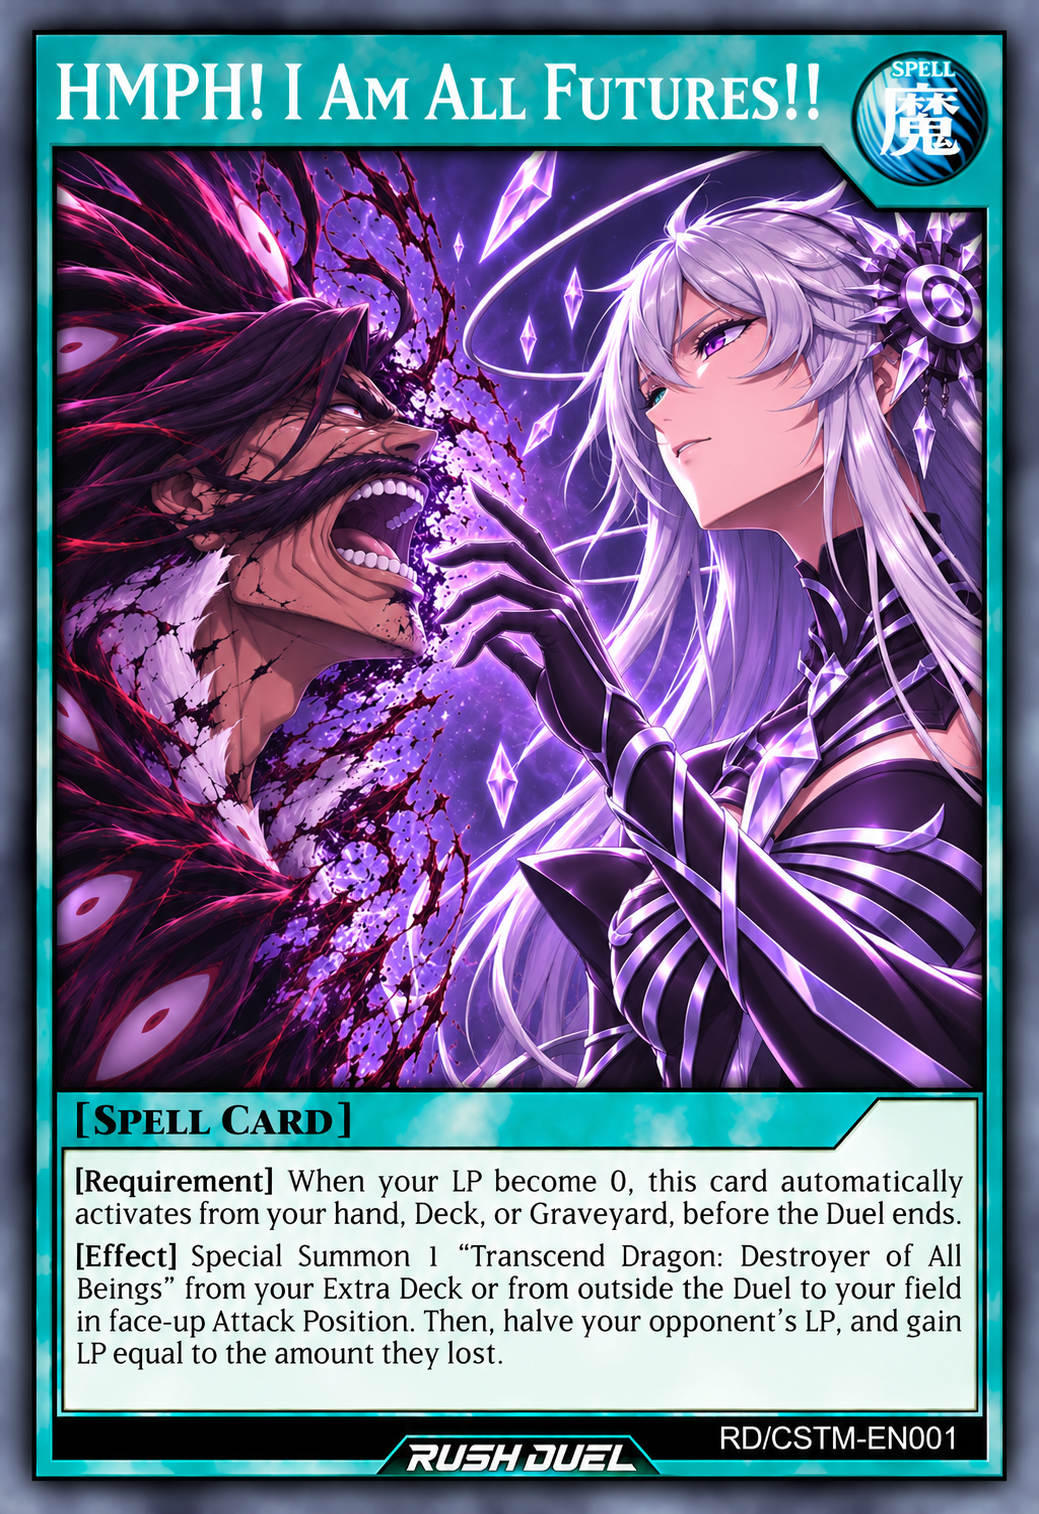 HMPH! I Am All Futures!!
SPELL
魔
[Spell Card]
[Requirement] When your LP become 0, this card automatically
activates from your hand, Deck, or Graveyard, before the Duel ends.
[Effect] Special Summon 1 “Transcend Dragon: Destroyer of All
Beings” from your Extra Deck or from outside the Duel to your field
in face-up Attack Position. Then, halve your opponent’s LP, and gain
LP equal to the amount they lost.
RD/CSTM-EN001
RUSH DUEL